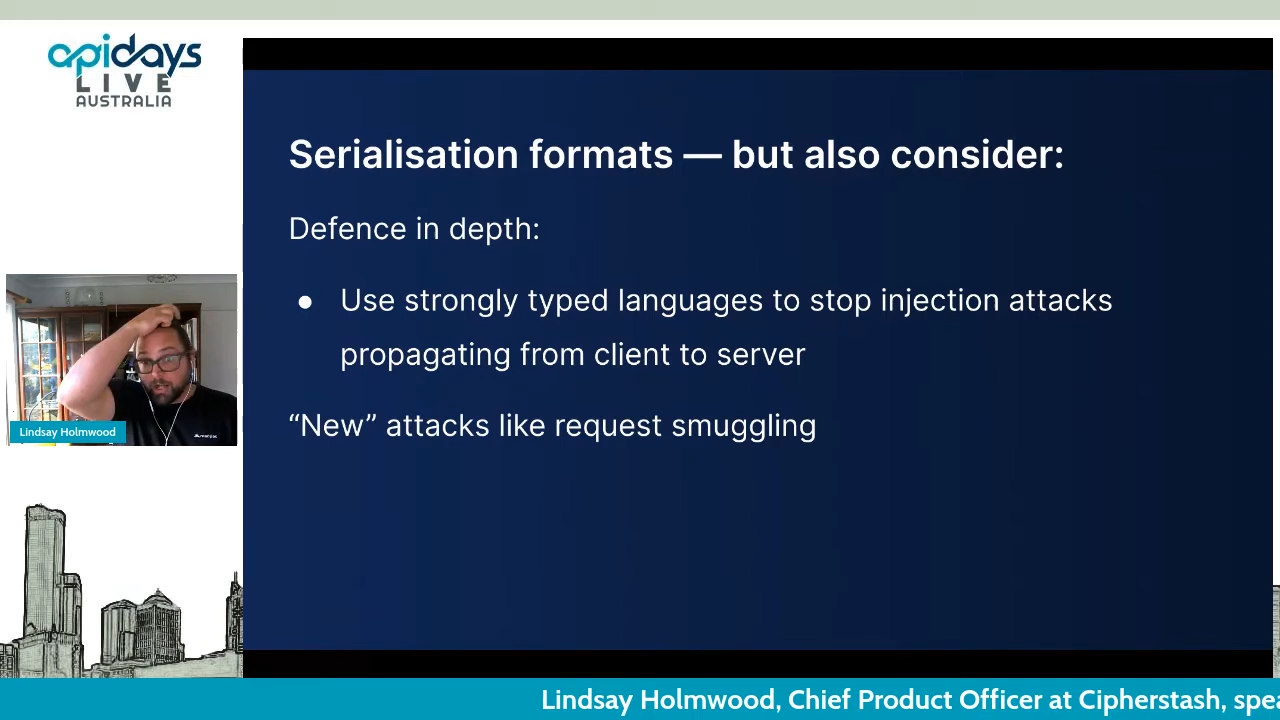 apidays
LIVE
AUSTRALIA
Serialisation formats — but also consider:
Defence in depth:
● Use strongly typed languages to stop injection attacks
propagating from client to server
“New” attacks like request smuggling
Lindsay Holmwood
Lindsay Holmwood, Chief Product Officer at Cipherstash, spea